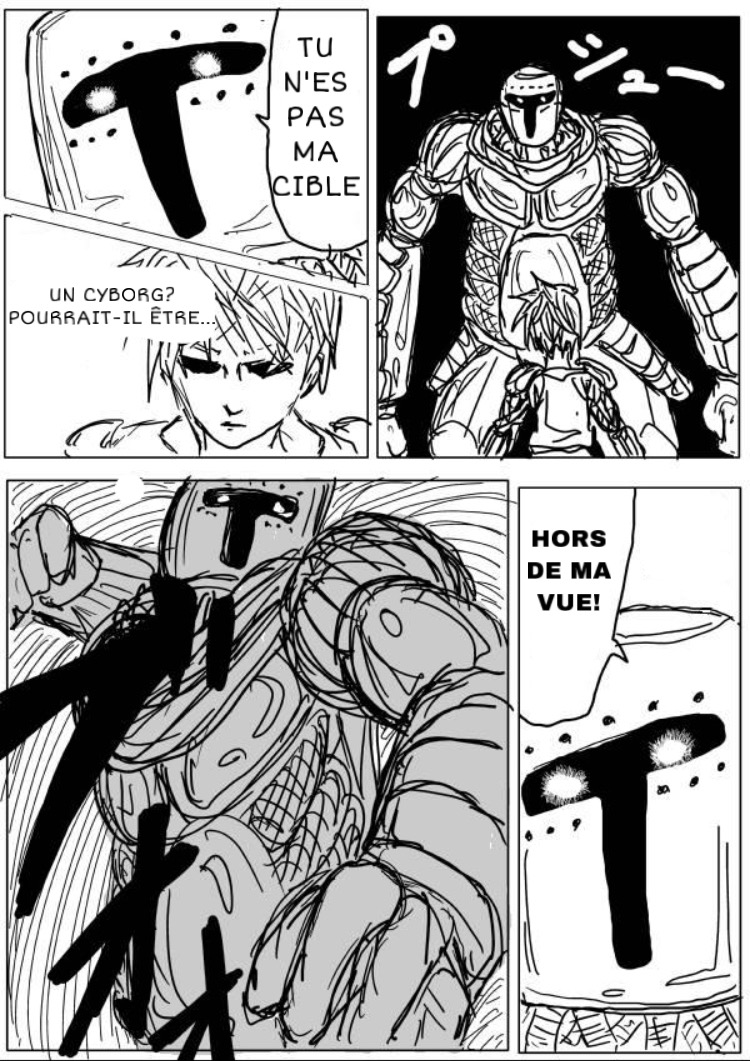 プシュー
TU
N'ES
PAS
MA
CIBLE
UN CYBORG?
POURRAIT-IL ÊTRE...
HORS
DE MA
VUE!